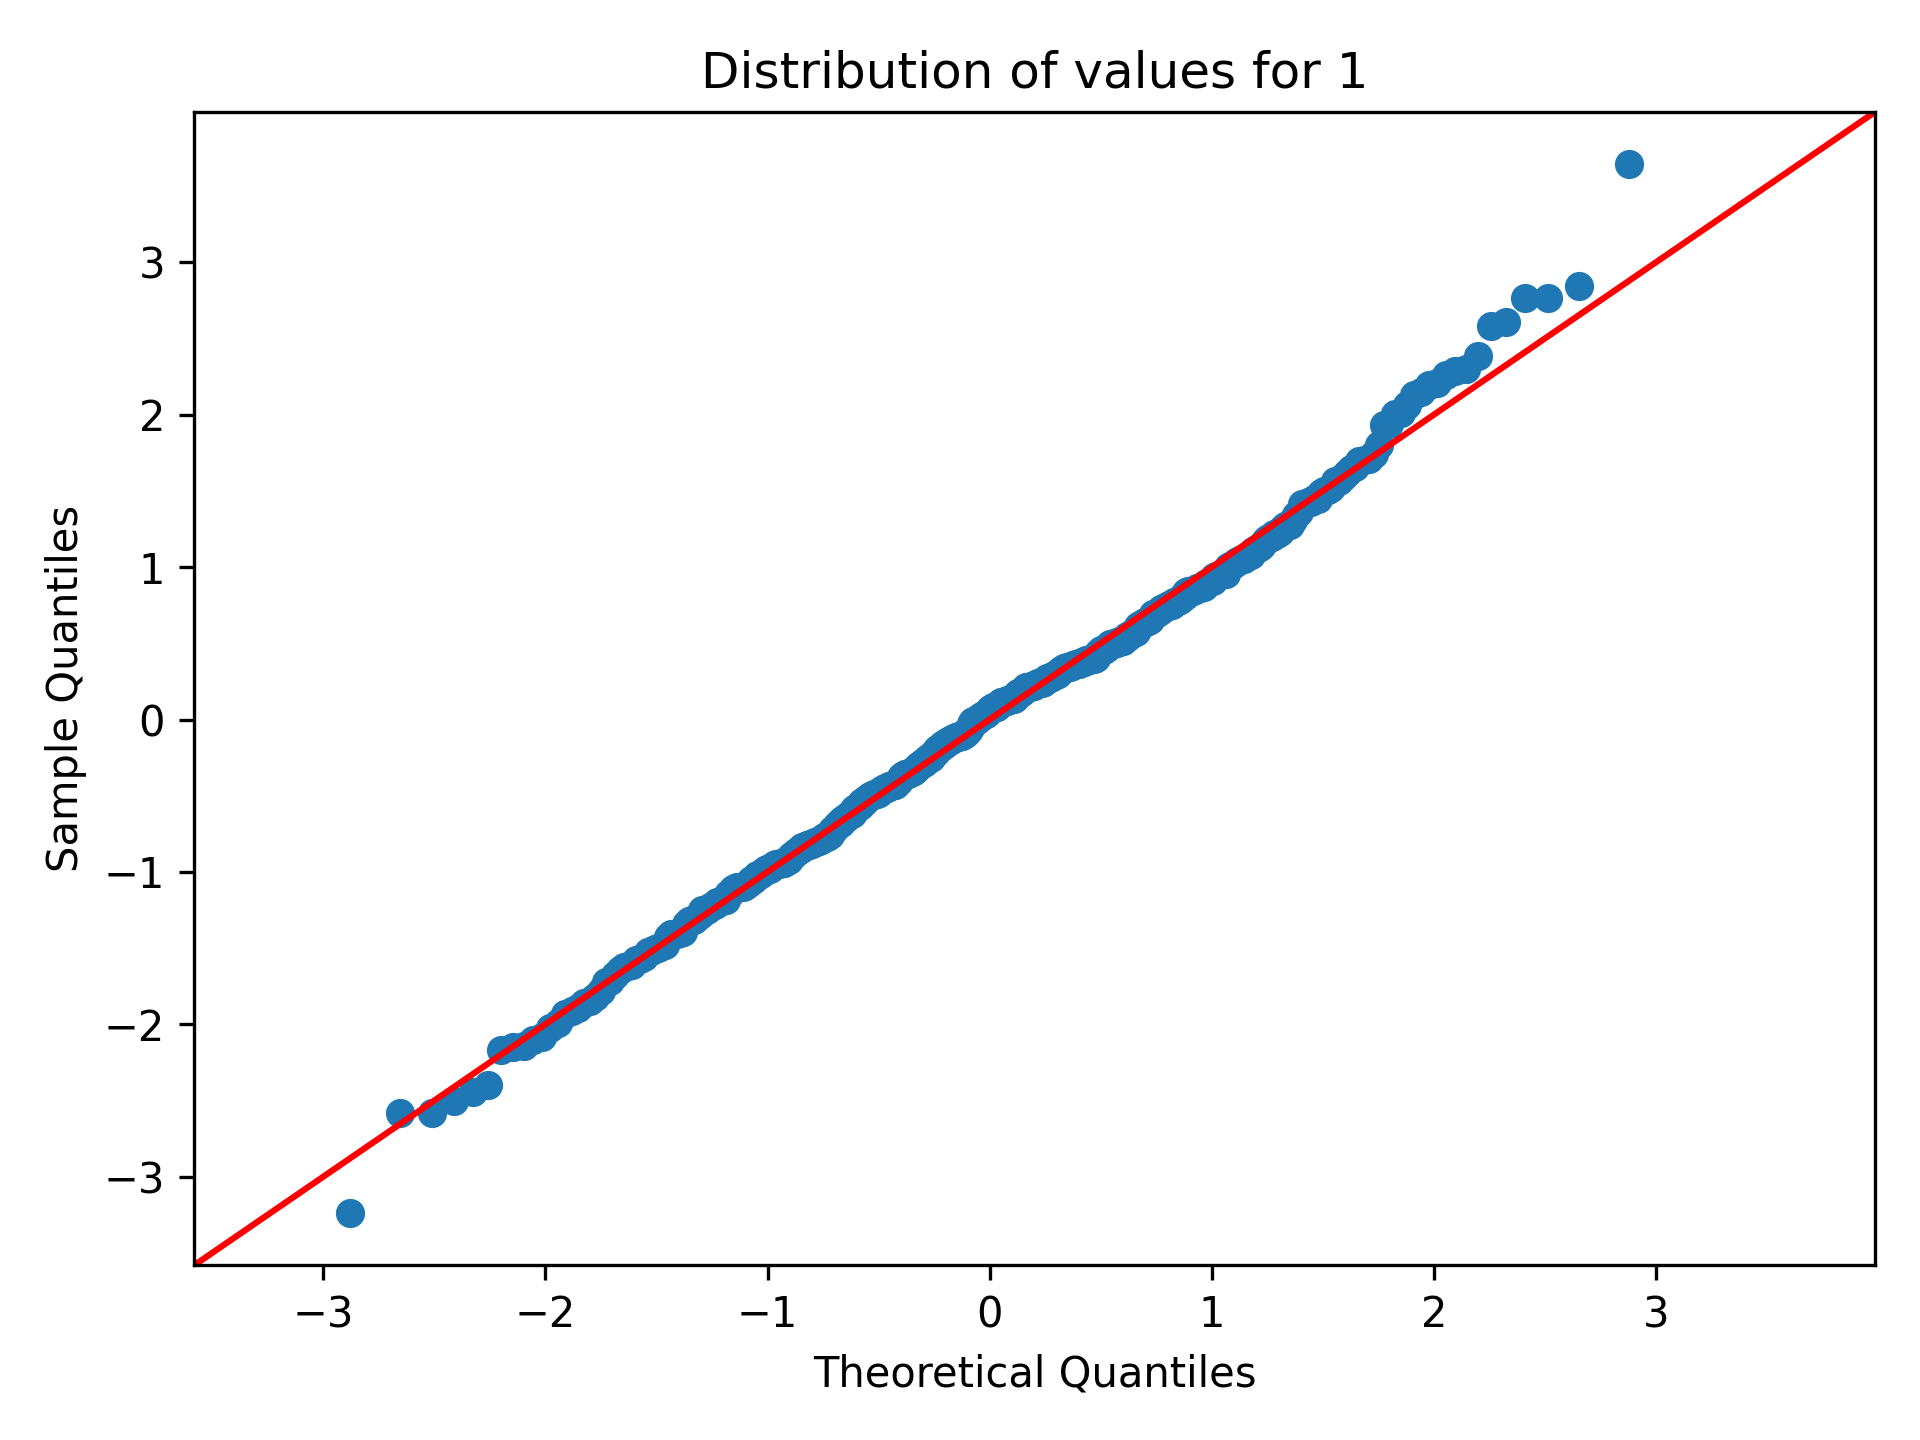 Distribution of values for 1
3
2
1
0
−1
−2
−3
Sample Quantiles
−3 −2 −1 0 1 2 3
Theoretical Quantiles